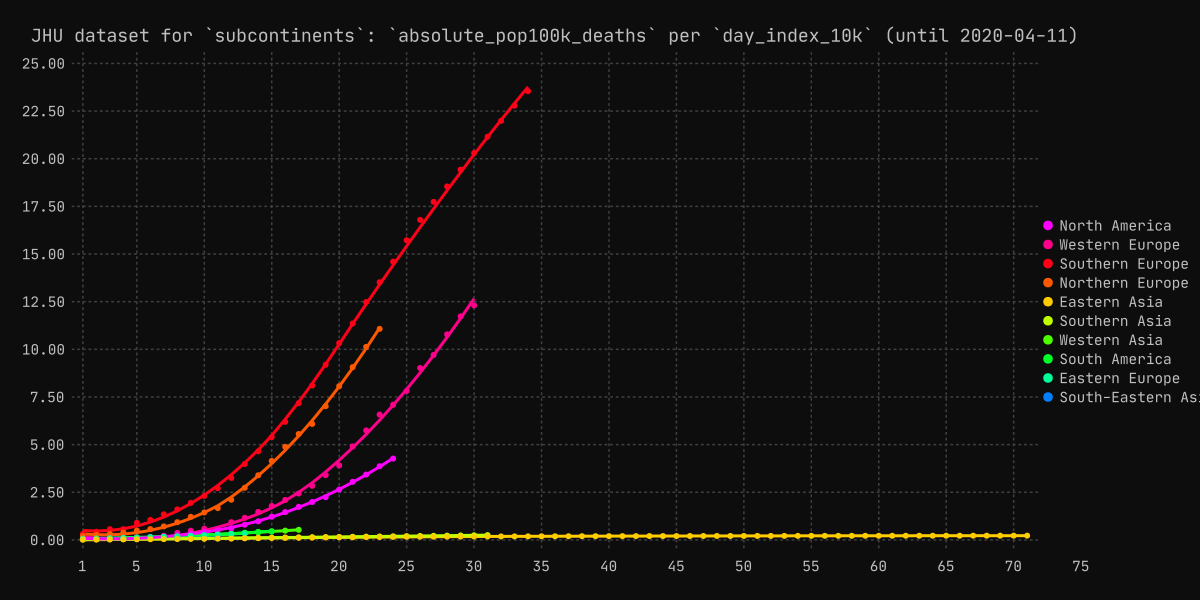 JHU dataset for `subcontinents`: `absolute_pop100k_deaths` per `day_index_10k` (until 2020-04-11)
25.00
22.50
20.00
17.50
15.00
12.50
10.00
7.50
5.00
2.50
0.00
1 5 10 15 20 25 30 35 40 45 50 55 60 65 70 75
North America
Western Europe
Southern Europe
Northern Europe
Eastern Asia
Southern Asia
Western Asia
South America
Eastern Europe
South-Eastern Asi